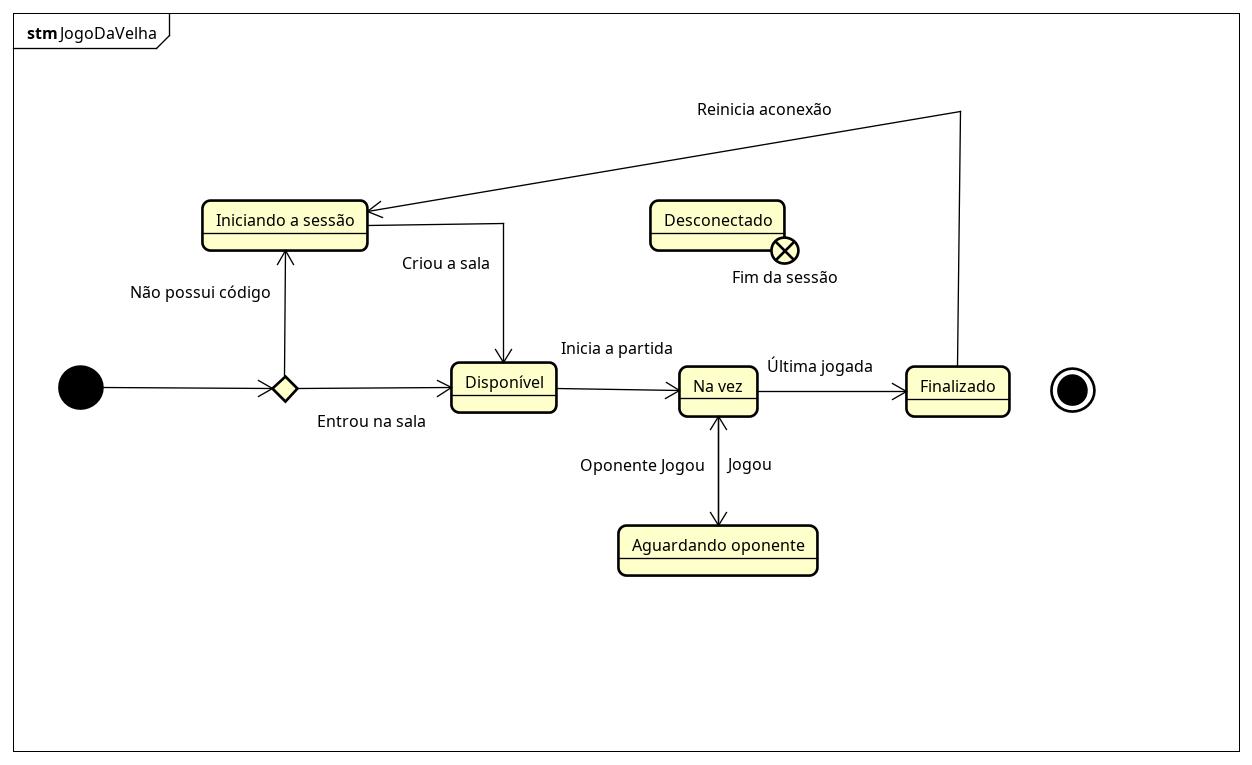 stm JogoDaVelha
Reinicia aconexão
Iniciando a sessão
Desconectado
Criou a sala
Fim da sessão
Não possui código
Inicia a partida
Última jogada
Disponível
Na vez
Finalizado
Entrou na sala
Oponente Jogou
Jogou
Aguardando oponente